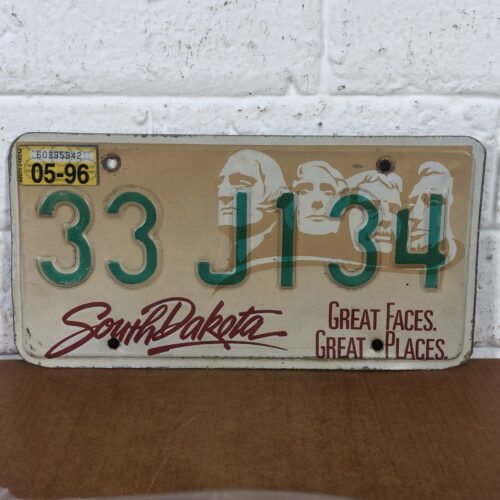 60395942
05-96
33 J134
South Dakota
GREAT FACES.
GREAT PLACES.